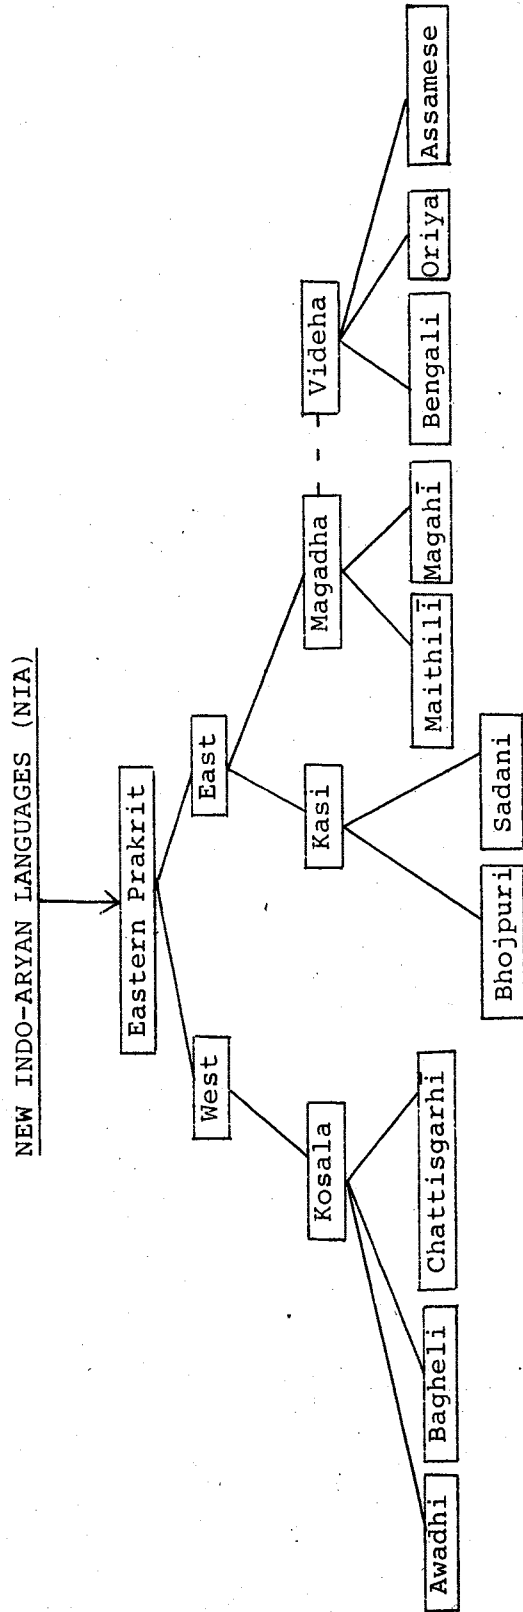 NEW INDO-ARYAN LANGUAGES (NIA)
Eastern Prakrit
West
East
Kosala
Kasi
Magadha
Videha
Awadhi
Bagheli
Chattisgarhi
Bhojpuri
Sadani
Maithilī
Magahī
Bengali
Oriya
Assamese